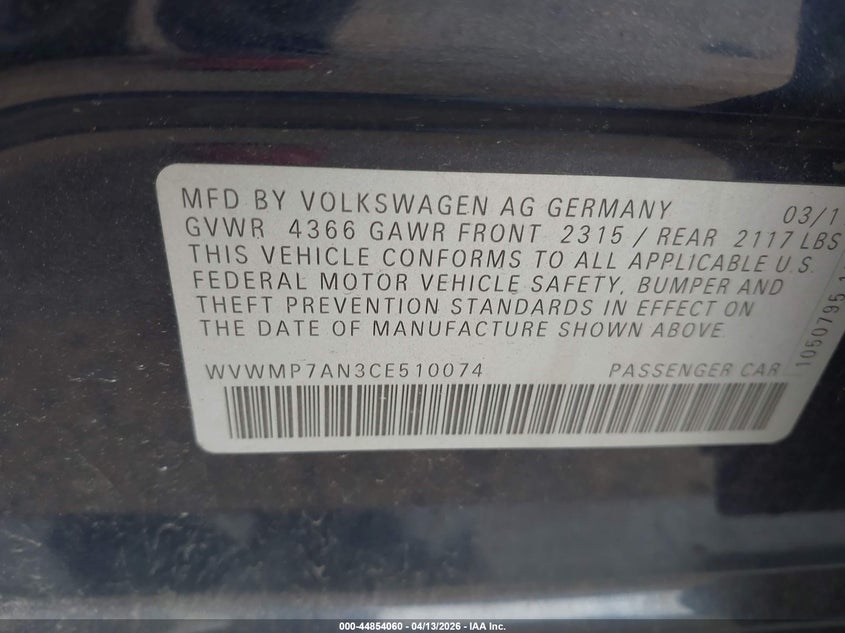 MFD BY VOLKSWAGEN AG GERMANY 03/1
GVWR 4366 GAWR FRONT 2315 / REAR 2117 LBS
THIS VEHICLE CONFORMS TO ALL APPLICABLE U.S.
FEDERAL MOTOR VEHICLE SAFETY, BUMPER AND
THEFT PREVENTION STANDARDS IN EFFECT ON
THE DATE OF MANUFACTURE SHOWN ABOVE.
WVWMP7AN3CE510074 PASSENGER CAR
1050795
000-44854060 - 04/13/2026 - IAA Inc.